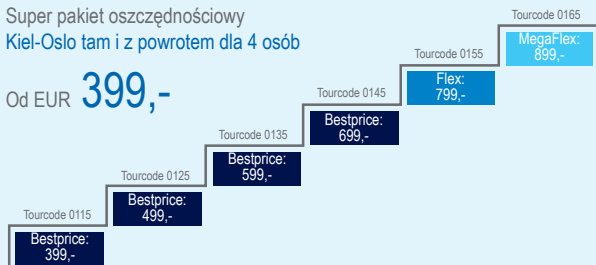 Super pakiet oszczędnościowy
Kiel-Oslo tam i z powrotem dla 4 osób
Od EUR 399,-
Tourcode 0165
MegaFlex:
899,-
Tourcode 0155
Flex:
799,-
Tourcode 0145
Bestprice:
699,-
Tourcode 0135
Bestprice:
599,-
Tourcode 0125
Bestprice:
499,-
Tourcode 0115
Bestprice:
399,-